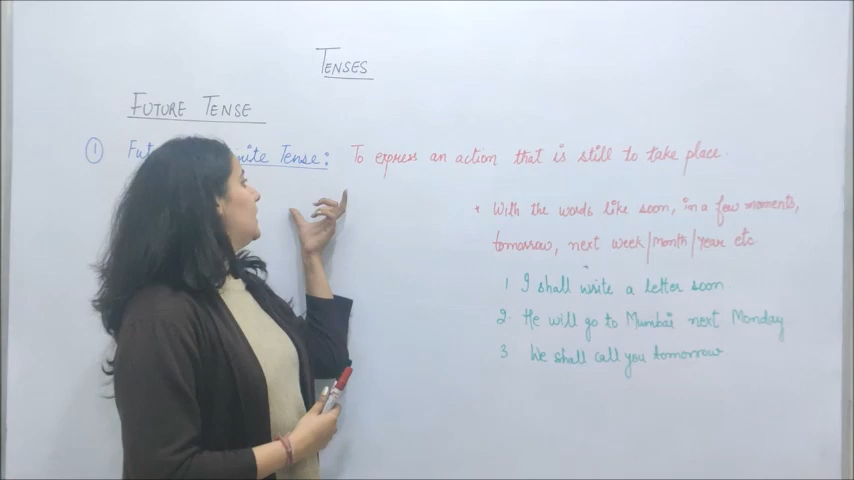 TENSES
FUTURE TENSE
1 Tense: To express an action that is still to take place.
* With the words like soon, in a few moments,
tomorrow, next week/month/year etc
1 I shall write a letter soon
2. He will go to Mumbai next Monday
3 We shall call you tomorrow